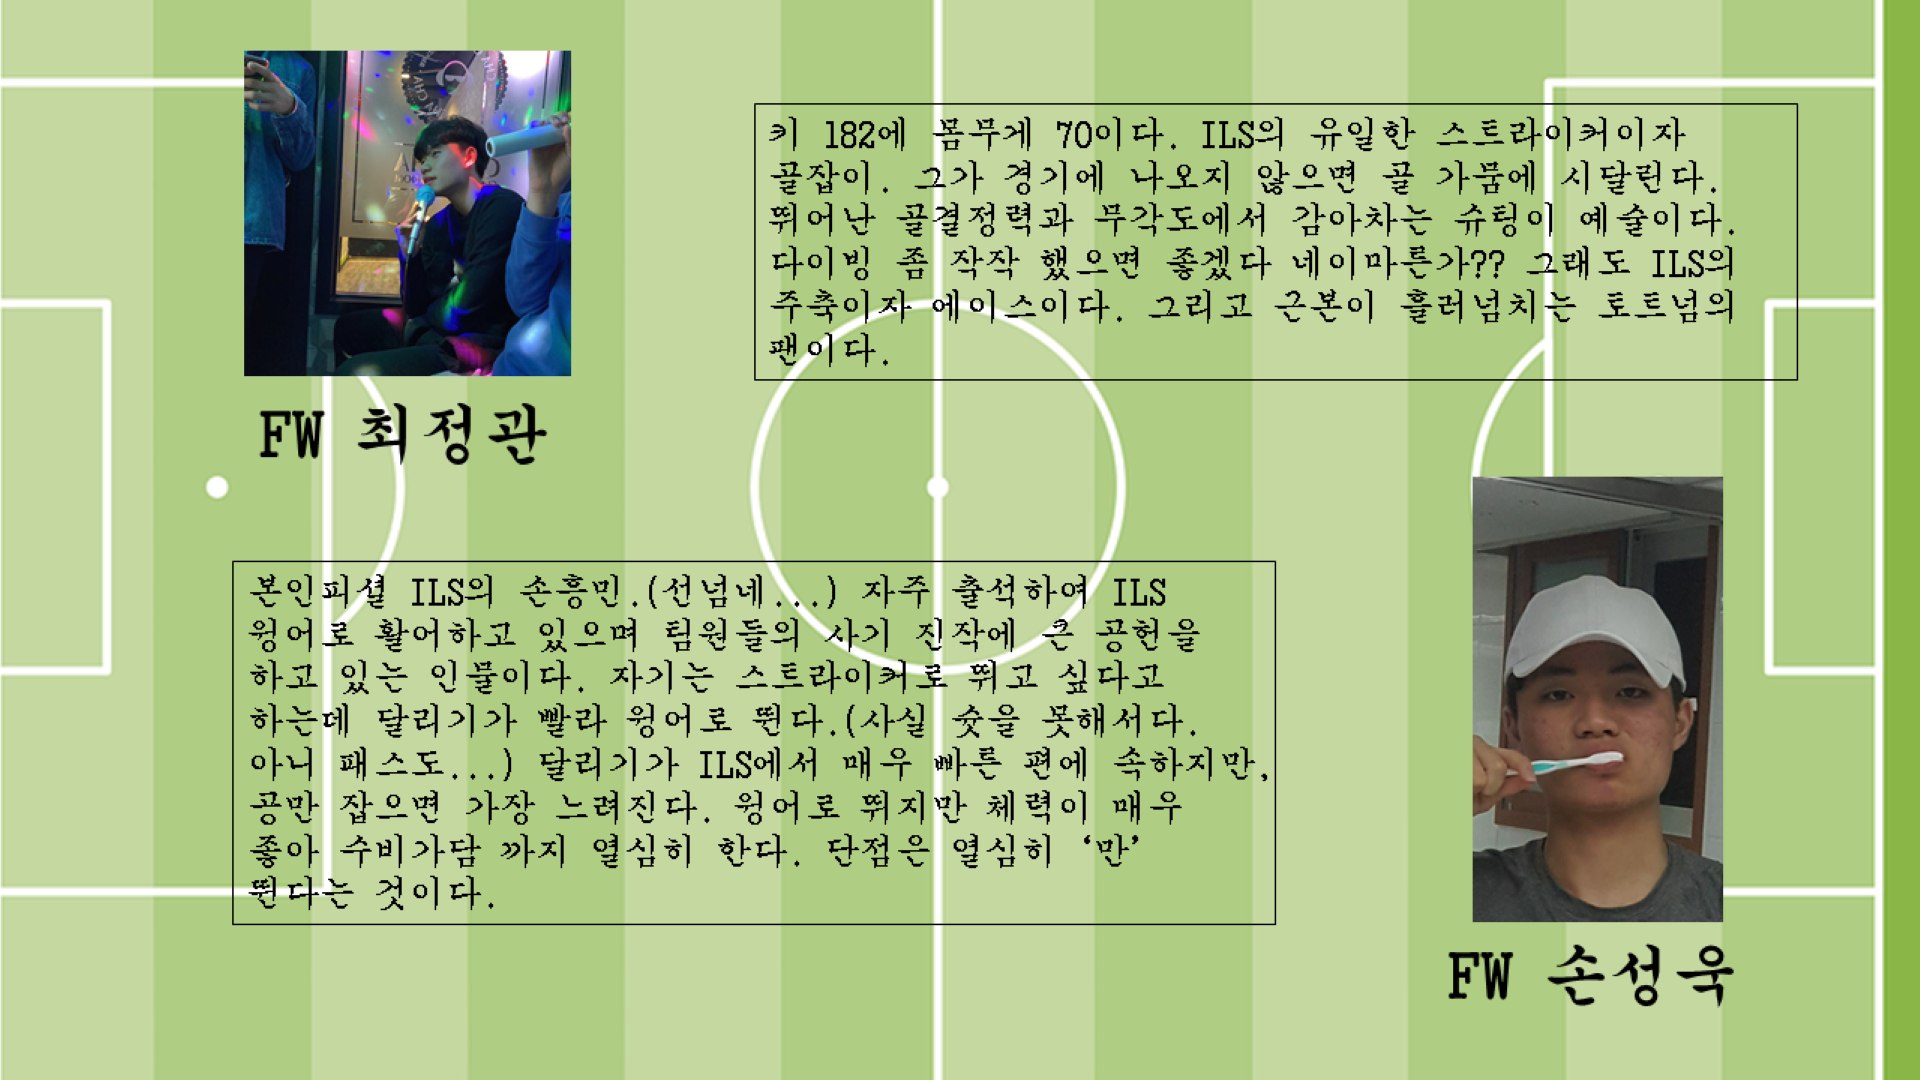 키 182에 몸무게 70이다. ILS의 유일한 스트라이커이자
골잡이. 그가 경기에 나오지 않으면 골 가뭄에 시달린다.
뛰어난 골결정력과 무각도에서 감아차는 슈팅이 예술이다.
다이빙 좀 작작 했으면 좋겠다 네이마른가?? 그래도 ILS의
주축이자 에이스이다. 그리고 근본이 흘러넘치는 토트넘의
팬이다.
FW 최정관
본인피셜 ILS의 손흥민.(선넘네...) 자주 출석하여 ILS
윙어로 활어하고 있으며 팀원들의 사기 진작에 큰 공헌을
하고 있는 인물이다. 자기는 스트라이커로 뛰고 싶다고
하는데 달리기가 빨라 윙어로 뛴다.(사실 슛을 못해서다.
아니 패스도...) 달리기가 ILS에서 매우 빠른 편에 속하지만,
공만 잡으면 가장 느려진다. 윙어로 뛰지만 체력이 매우
좋아 수비가담 까지 열심히 한다. 단점은 열심히 ‘만’
뛴다는 것이다.
FW 손성욱